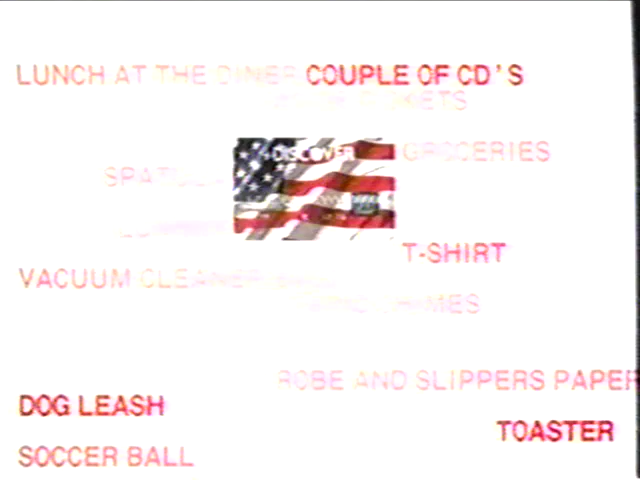 LUNCH AT THE DINER COUPLE OF CD'S
DISCOVER
GROCERIES
T-SHIRT
VACUUM CLEANER
CHIMES
ROBE AND SLIPPERS PAPER
DOG LEASH
TOASTER
SOCCER BALL